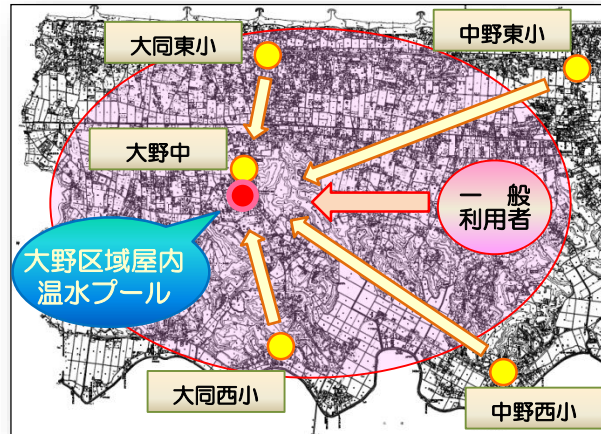 大同東小
中野東小
大野中
一　般
利用者
大野区域屋内
温水プール
大同西小
中野西小